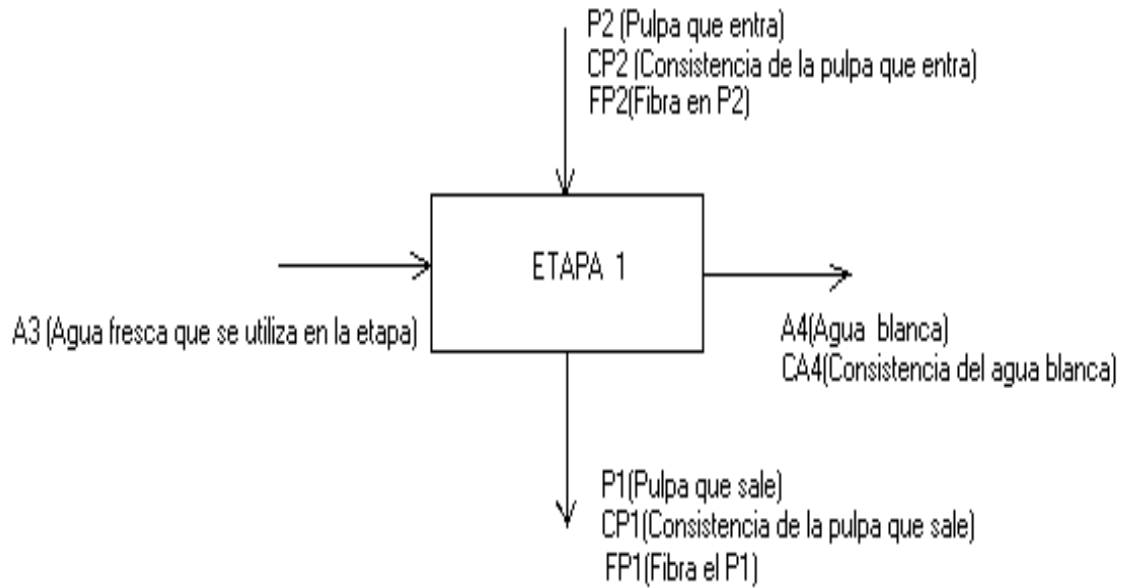 P2 (Pulpa que entra)
CP2 (Consistencia de la pulpa que entra)
FP2(Fibra en P2)
ETAPA 1
A3 (Agua fresca que se utiliza en la etapa)
A4(Agua blanca)
CA4(Consistencia del agua blanca)
P1(Pulpa que sale)
CP1(Consistencia de la pulpa que sale)
FP1(Fibra el P1)